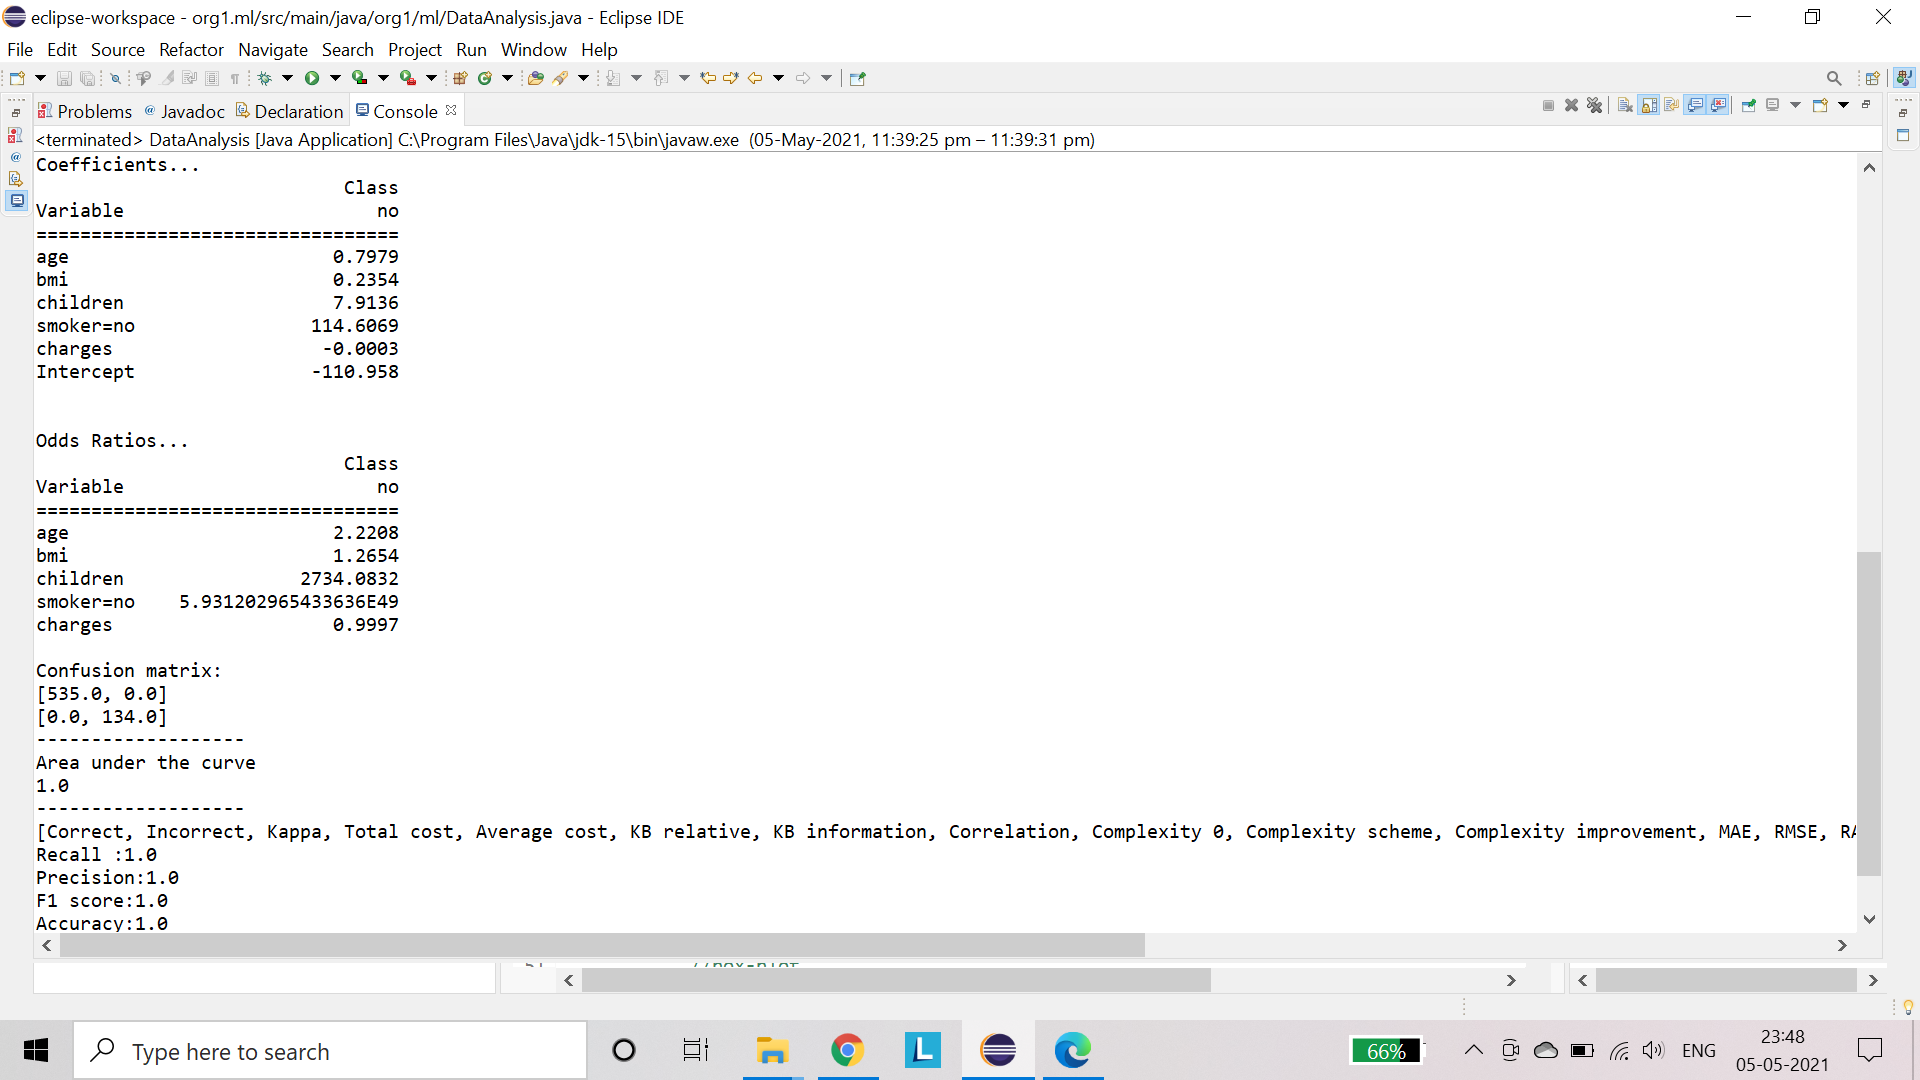 eclipse-workspace - org1.ml/src/main/java/org1/ml/DataAnalysis.java - Eclipse IDE
File Edit Source Refactor Navigate Search Project Run Window Help
Problems @ Javadoc Declaration Console
<terminated> DataAnalysis [Java Application] C:\Program Files\Java\jdk-15\bin\javaw.exe (05-May-2021, 11:39:25 pm – 11:39:31 pm)
Coefficients...
Class
Variable no
=================================
age 0.7979
bmi 0.2354
children 7.9136
smoker=no 114.6069
charges -0.0003
Intercept -110.958
Odds Ratios...
Class
Variable no
=================================
age 2.2208
bmi 1.2654
children 2734.0832
smoker=no 5.931202965433636E49
charges 0.9997
Confusion matrix:
[535.0, 0.0]
[0.0, 134.0]
-------------------
Area under the curve
1.0
-------------------
[Correct, Incorrect, Kappa, Total cost, Average cost, KB relative, KB information, Correlation, Complexity 0, Complexity scheme, Complexity improvement, MAE, RMSE, RA
Recall :1.0
Precision:1.0
F1 score:1.0
Accuracy:1.0
Type here to search
L
66%
ENG
23:48
05-05-2021